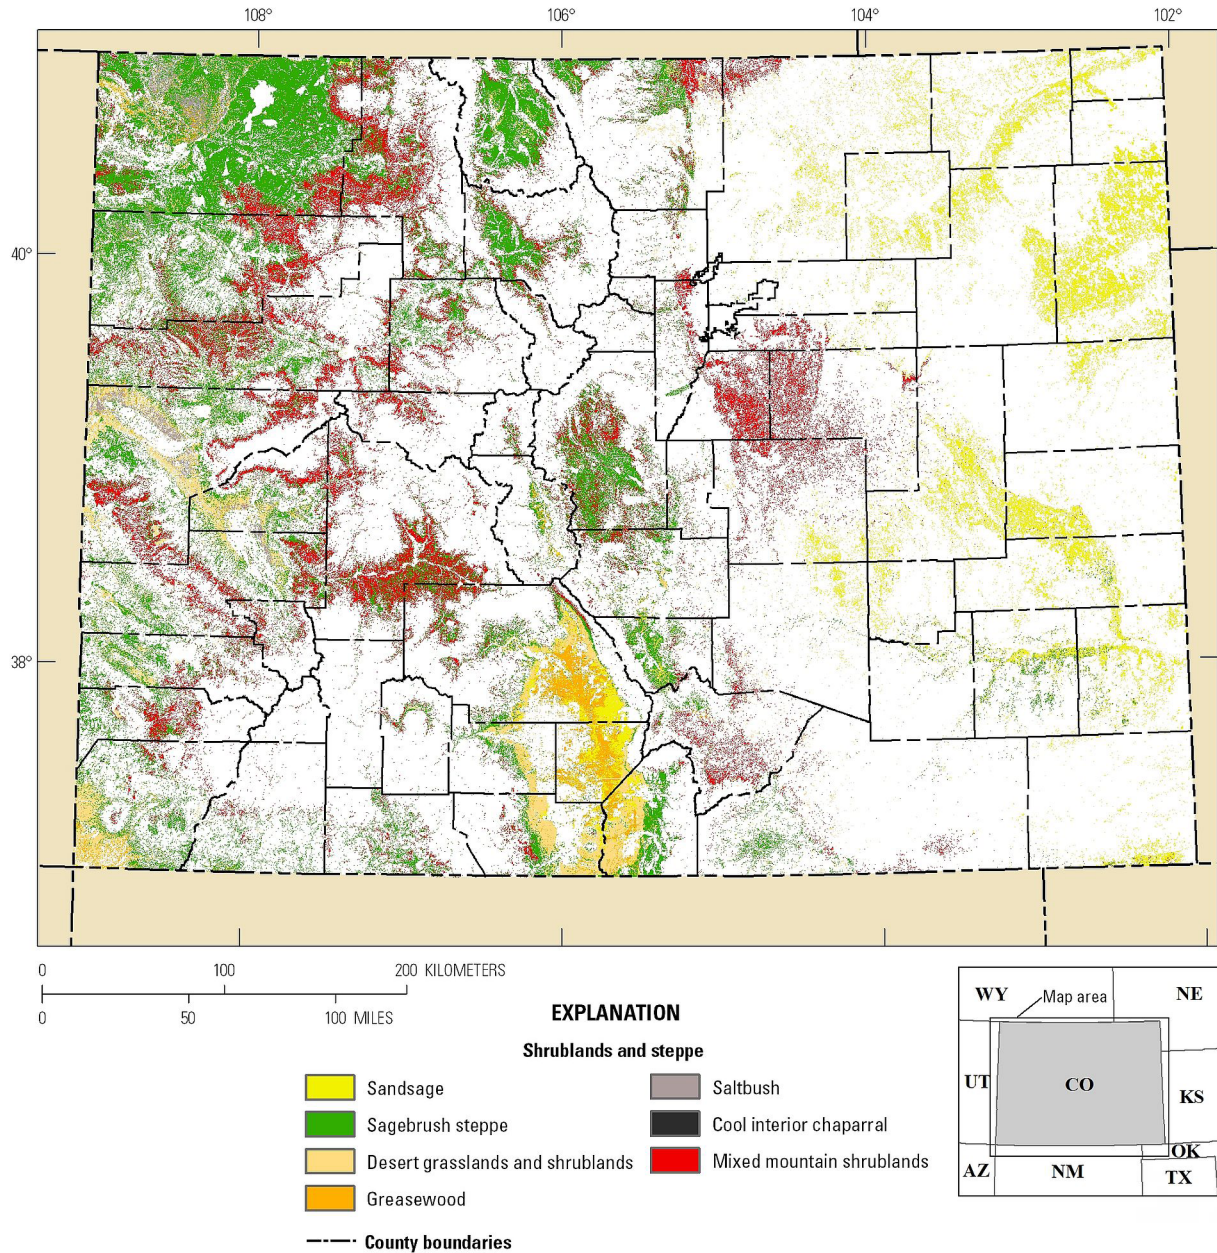 108°
106°
104°
102°
40°
38°
0 100 200 KILOMETERS
0 50 100 MILES
EXPLANATION
Shrublands and steppe
Sandsage
Sagebrush steppe
Desert grasslands and shrublands
Greasewood
County boundaries
Saltbush
Cool interior chaparral
Mixed mountain shrublands
WY
Map area
NE
UT
CO
KS
OK
AZ
NM
TX